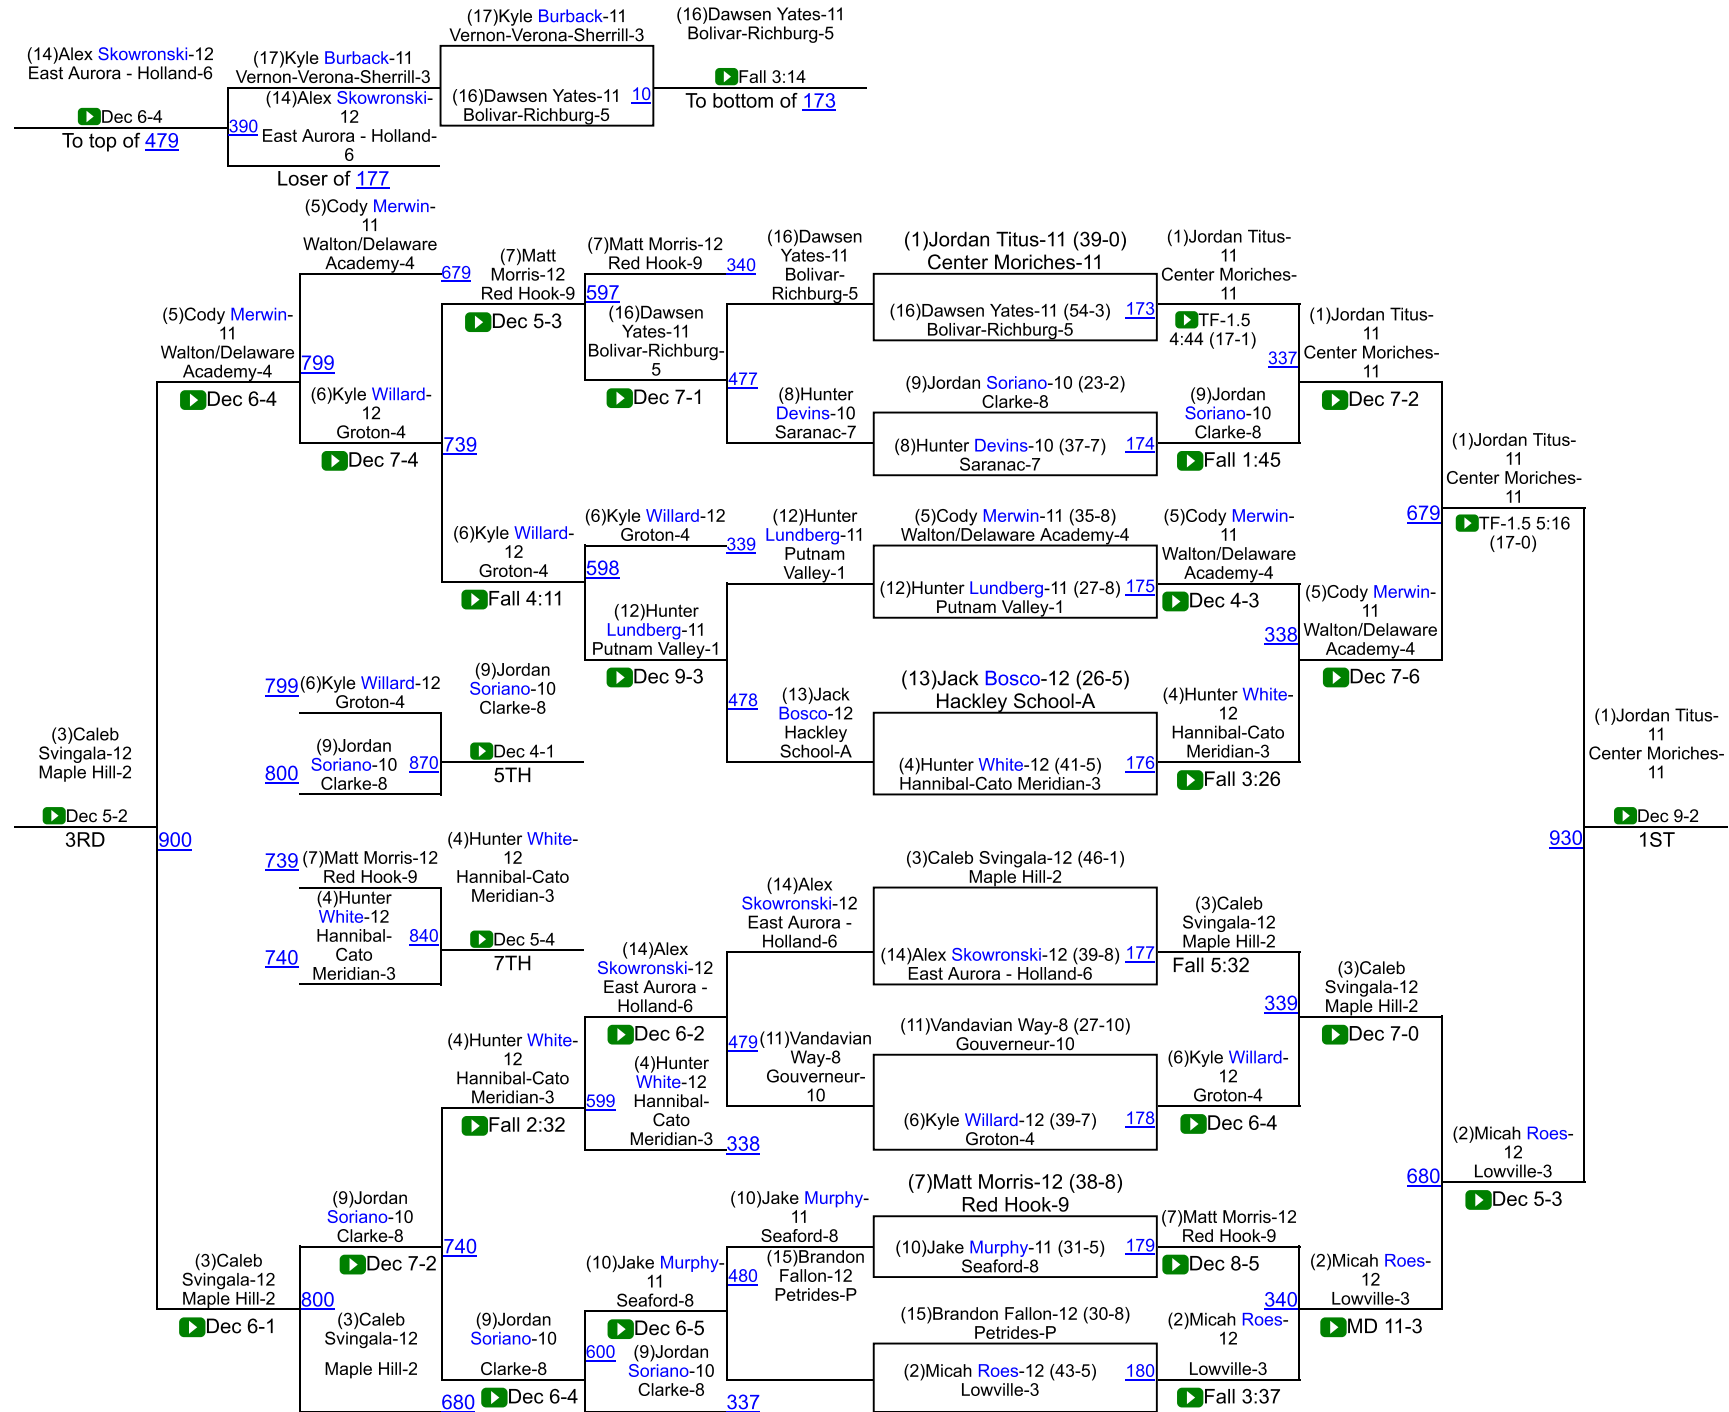 (17)Kyle Burback-11
Vernon-Verona-Sherrill-3
(16)Dawsen Yates-11
Bolivar-Richburg-5
(14)Alex Skowronski-12
East Aurora - Holland-6
(17)Kyle Burback-11
Vernon-Verona-Sherrill-3
Fall 3:14
To bottom of 173
(16)Dawsen Yates-11
Bolivar-Richburg-5
10
Dec 6-4
To top of 479
390
(14)Alex Skowronski-
12
East Aurora - Holland-
6
Loser of 177
(5)Cody Merwin-
11
Walton/Delaware
Academy-4
679
(7)Matt
Morris-12
Red Hook-9
(7)Matt Morris-12
Red Hook-9
340
(16)Dawsen
Yates-11
Bolivar-
Richburg-5
(1)Jordan Titus-11 (39-0)
Center Moriches-11
(1)Jordan Titus-
11
Center Moriches-
11
597
Dec 5-3
(16)Dawsen
Yates-11
Bolivar-Richburg-
5
(16)Dawsen Yates-11 (54-3)
Bolivar-Richburg-5
173
TF-1.5
4:44 (17-1)
(1)Jordan Titus-
11
Center Moriches-
11
337
(5)Cody Merwin-
11
Walton/Delaware
Academy-4
799
Dec 6-4
(6)Kyle Willard-
12
Groton-4
Dec 7-4
739
Dec 7-1
477
(8)Hunter
Devins-10
Saranac-7
(9)Jordan Soriano-10 (23-2)
Clarke-8
(8)Hunter Devins-10 (37-7)
Saranac-7
174
(9)Jordan
Soriano-10
Clarke-8
Fall 1:45
Dec 7-2
(1)Jordan Titus-
11
Center Moriches-
11
679
TF-1.5 5:16
(17-0)
(6)Kyle Willard-
12
Groton-4
Fall 4:11
(6)Kyle Willard-12
Groton-4
339
598
(12)Hunter
Lundberg-11
Putnam
Valley-1
(5)Cody Merwin-11 (35-8)
Walton/Delaware Academy-4
(12)Hunter Lundberg-11 (27-8)
Putnam Valley-1
175
(5)Cody Merwin-
11
Walton/Delaware
Academy-4
Dec 4-3
(12)Hunter
Lundberg-11
Putnam Valley-1
Dec 9-3
338
(5)Cody Merwin-
11
Walton/Delaware
Academy-4
Dec 7-6
799
(6)Kyle Willard-12
Groton-4
(9)Jordan
Soriano-10
Clarke-8
478
(13)Jack
Bosco-12
Hackley
School-A
(13)Jack Bosco-12 (26-5)
Hackley School-A
(4)Hunter White-12 (41-5)
Hannibal-Cato Meridian-3
176
(4)Hunter White-
12
Hannibal-Cato
Meridian-3
Fall 3:26
800
(9)Jordan
Soriano-10
Clarke-8
870
Dec 4-1
5TH
(3)Caleb
Svingala-12
Maple Hill-2
Dec 5-2
3RD
900
(1)Jordan Titus-
11
Center Moriches-
11
Dec 9-2
1ST
930
739
(7)Matt Morris-12
Red Hook-9
(4)Hunter White-
12
Hannibal-Cato
Meridian-3
740
(4)Hunter
White-12
Hannibal-
Cato
Meridian-3
840
Dec 5-4
7TH
(14)Alex
Skowronski-12
East Aurora -
Holland-6
(3)Caleb Svingala-12 (46-1)
Maple Hill-2
(14)Alex Skowronski-12 (39-8)
East Aurora - Holland-6
177
(3)Caleb
Svingala-12
Maple Hill-2
Fall 5:32
(14)Alex
Skowronski-12
East Aurora -
Holland-6
Dec 6-2
339
(3)Caleb
Svingala-12
Maple Hill-2
Dec 7-0
479
(11)Vandavian
Way-8
Gouverneur-
10
(11)Vandavian Way-8 (27-10)
Gouverneur-10
(6)Kyle Willard-12 (39-7)
Groton-4
178
(6)Kyle Willard-
12
Groton-4
Dec 6-4
(4)Hunter White-
12
Hannibal-Cato
Meridian-3
Fall 2:32
599
(4)Hunter
White-12
Hannibal-
Cato
Meridian-3
338
(2)Micah Roes-
12
Lowville-3
680
Dec 5-3
(9)Jordan
Soriano-10
Clarke-8
Dec 7-2
740
(10)Jake Murphy-
11
Seaford-8
(7)Matt Morris-12 (38-8)
Red Hook-9
(10)Jake Murphy-11 (31-5)
Seaford-8
179
(7)Matt Morris-12
Red Hook-9
Dec 8-5
(3)Caleb
Svingala-12
Maple Hill-2
Dec 6-1
800
(10)Jake Murphy-
11
Seaford-8
Dec 6-5
480
(15)Brandon
Fallon-12
Petrides-P
(15)Brandon Fallon-12 (30-8)
Petrides-P
340
(2)Micah Roes-
12
Lowville-3
MD 11-3
(3)Caleb
Svingala-12
Maple Hill-2
680
(9)Jordan
Soriano-10
Clarke-8
Dec 6-4
600
(9)Jordan
Soriano-10
Clarke-8
337
(2)Micah Roes-12 (43-5)
Lowville-3
180
(2)Micah Roes-
12
Lowville-3
Fall 3:37